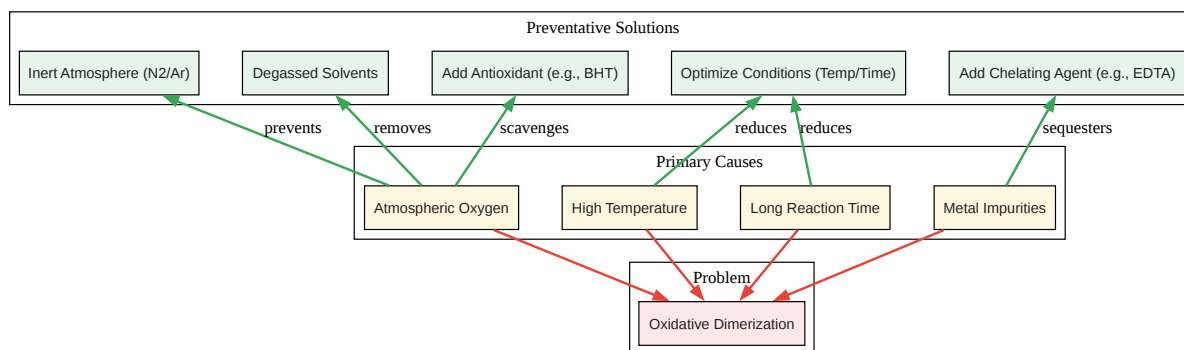 Preventative Solutions
Inert Atmosphere (N2/Ar)
Degassed Solvents
Add Antioxidant (e.g., BHT)
Optimize Conditions (Temp/Time)
Add Chelating Agent (e.g., EDTA)
prevents
removes
scavenges
reduces
reduces
sequesters
Primary Causes
Atmospheric Oxygen
High Temperature
Long Reaction Time
Metal Impurities
Problem
Oxidative Dimerization